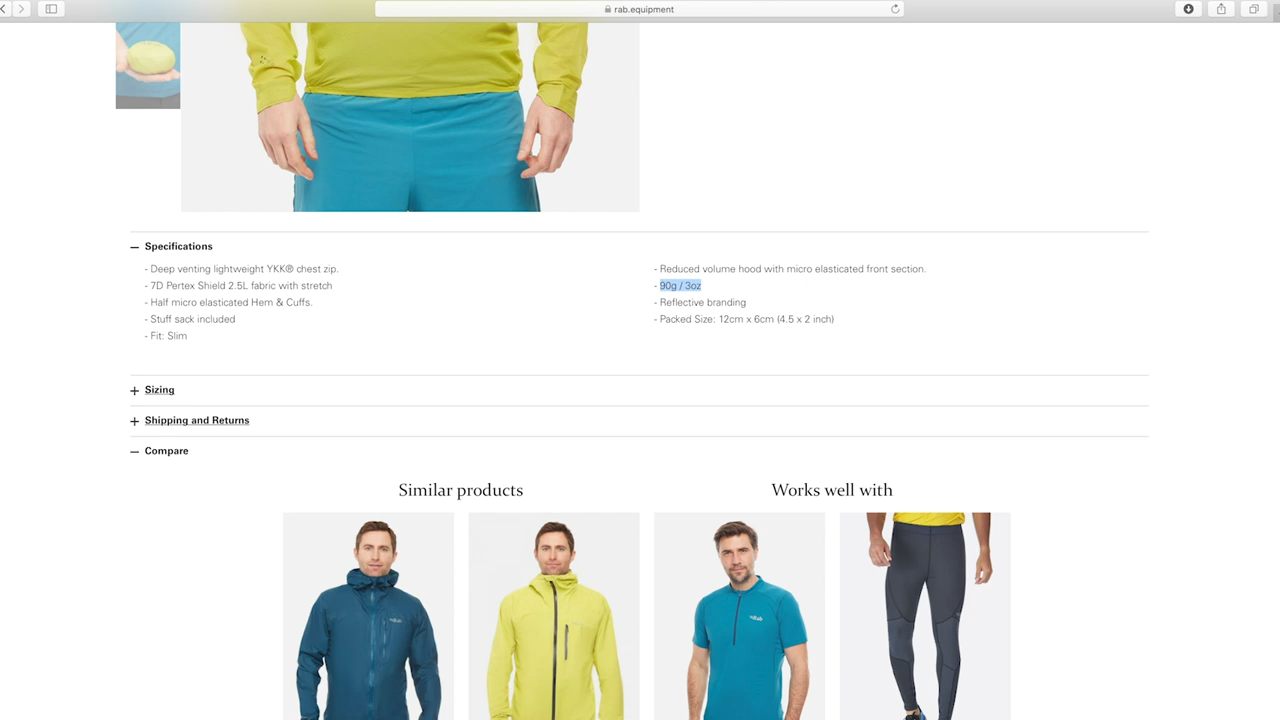 rab.equipment
Specifications
- Deep venting lightweight YKK® chest zip.
- 7D Pertex Shield 2.5L fabric with stretch
- Half micro elasticated Hem & Cuffs.
- Stuff sack included
- Fit: Slim
- Reduced volume hood with micro elasticated front section.
- 90g / 3oz
- Reflective branding
- Packed Size: 12cm x 6cm (4.5 x 2 inch)
Sizing
Shipping and Returns
Compare
Similar products
Works well with
rab
rab
rab